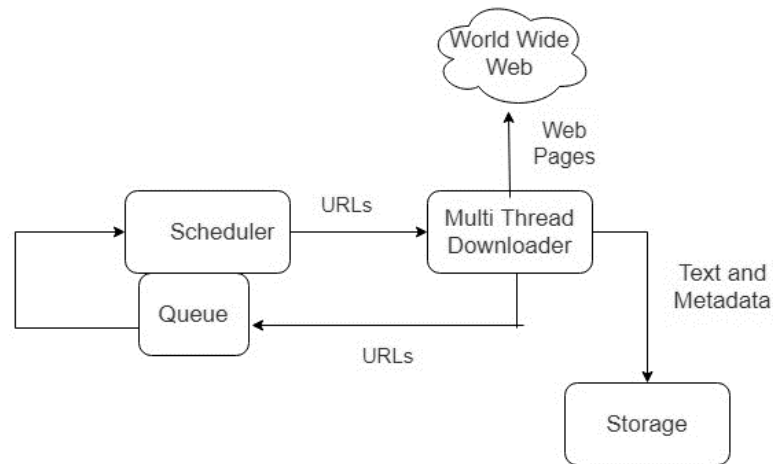 World Wide
Web
Web
Pages
URLs
Scheduler
Multi Thread
Downloader
Text and
Metadata
Queue
URLs
Storage